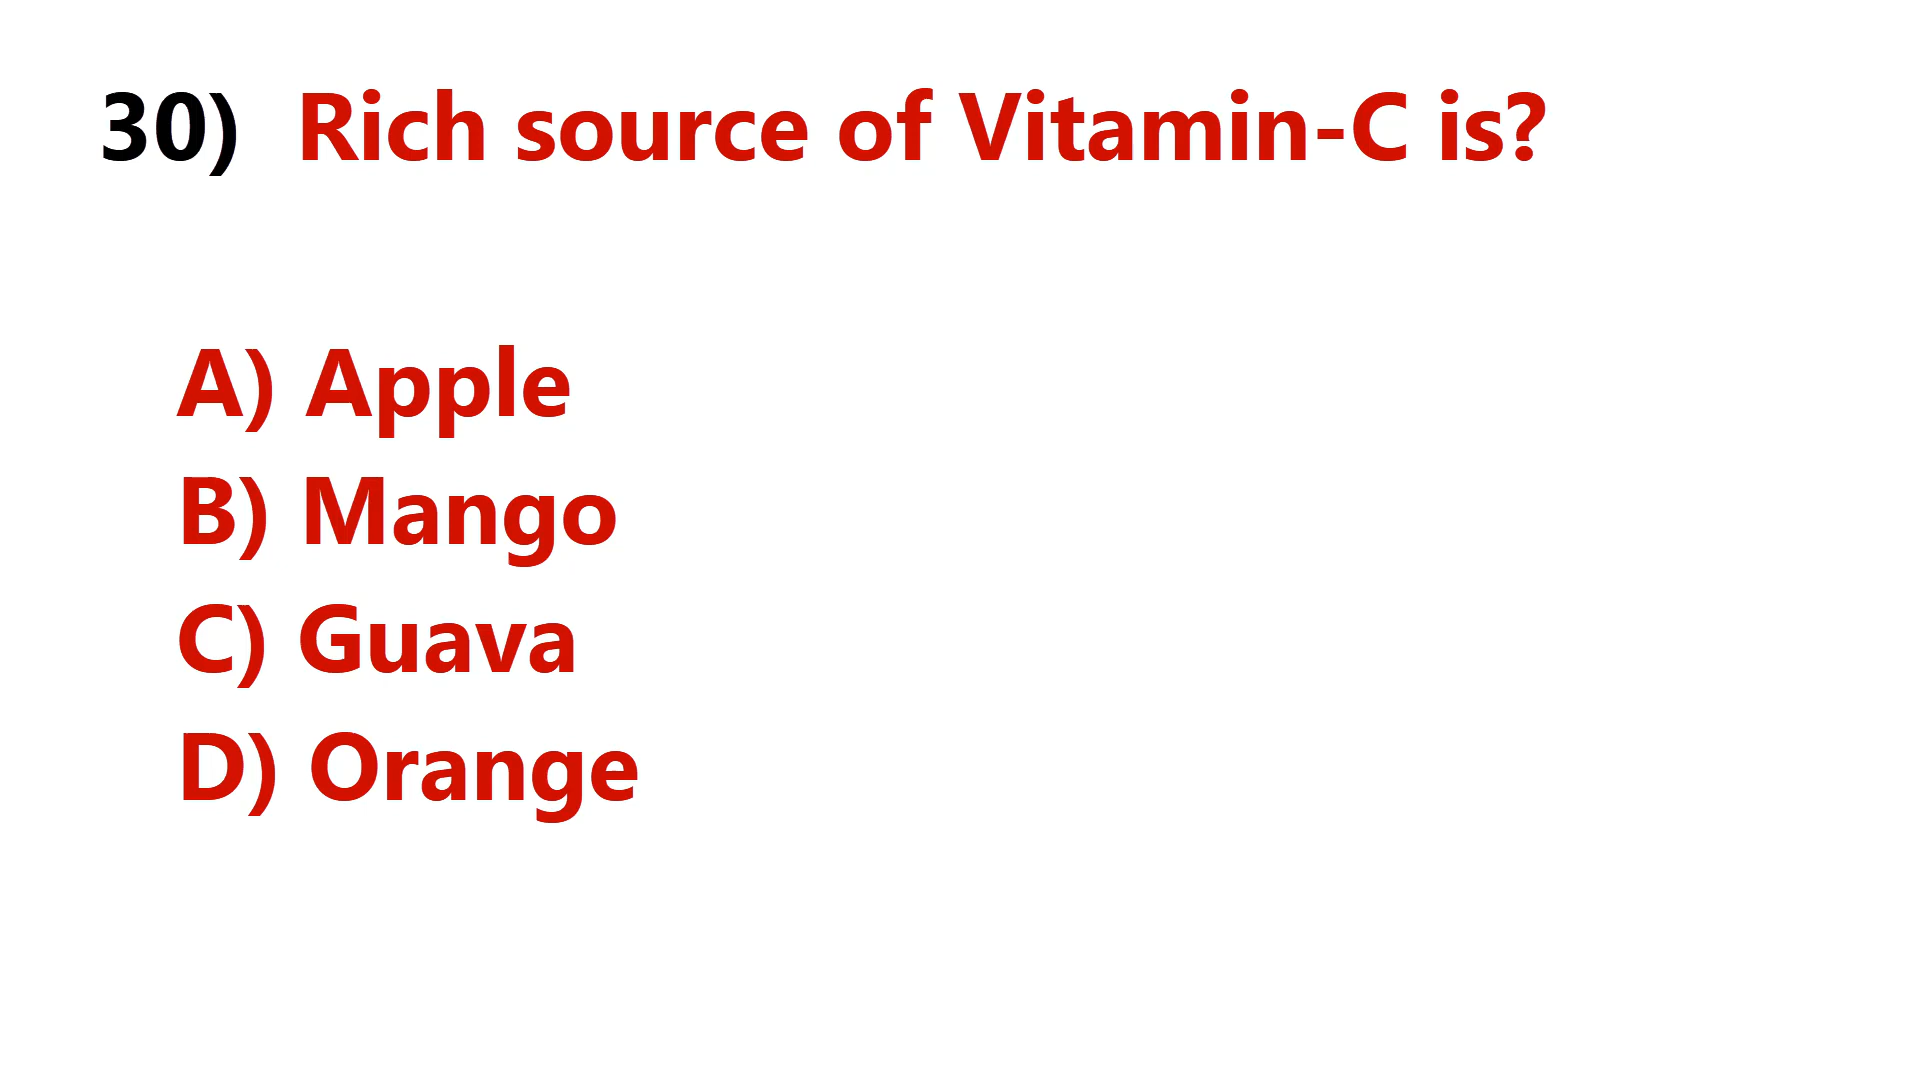 30) Rich source of Vitamin-C is?
A) Apple
B) Mango
C) Guava
D) Orange